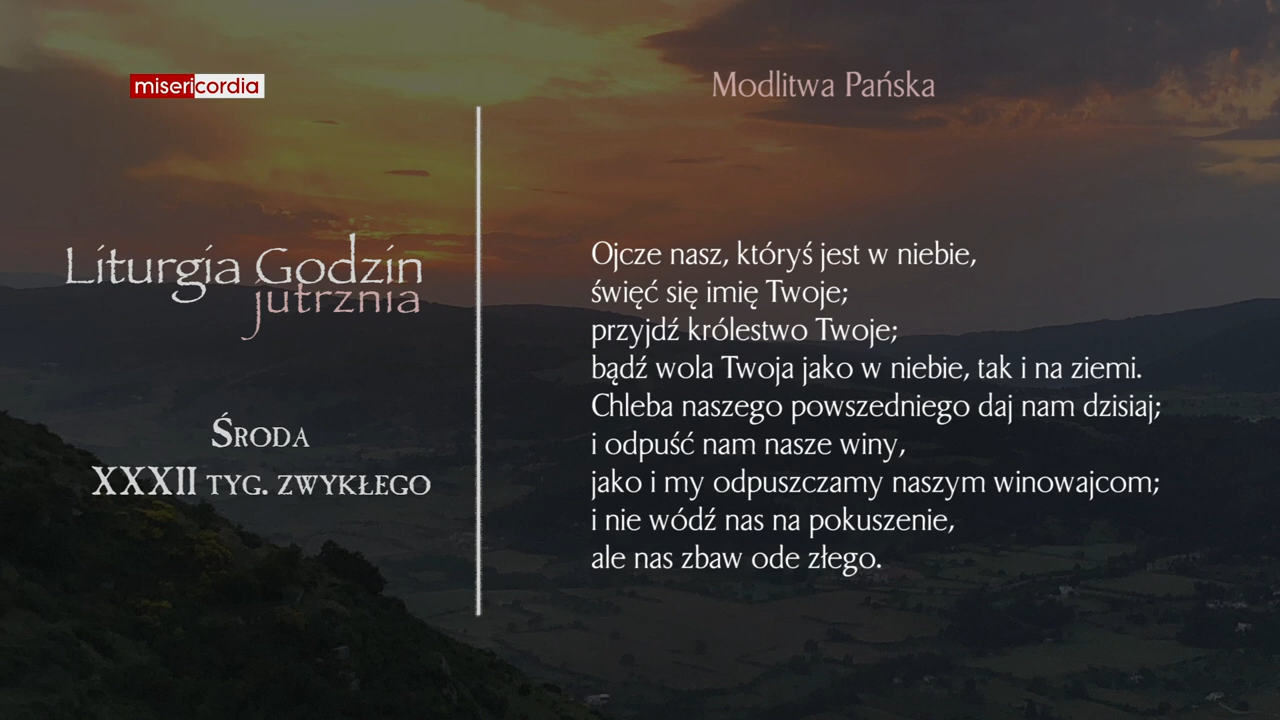 misericordia
Liturgia Godzin
jutrznia
Środa
XXXII tyg. zwykłego
Modlitwa Pańska
Ojcze nasz, któryś jest w niebie,
święć się imię Twoje;
przyjdź królestwo Twoje;
bądź wola Twoja jako w niebie, tak i na ziemi.
Chleba naszego powszedniego daj nam dzisiaj;
i odpuść nam nasze winy,
jako i my odpuszczamy naszym winowajcom;
i nie wódź nas na pokuszenie,
ale nas zbaw ode złego.